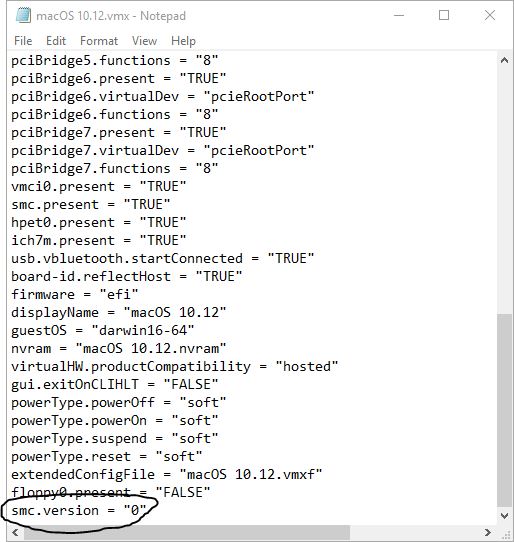 macOS 10.12.vmx - Notepad
File Edit Format View Help
pciBridge5.functions = "8"
pciBridge6.present = "TRUE"
pciBridge6.virtualDev = "pcieRootPort"
pciBridge6.functions = "8"
pciBridge7.present = "TRUE"
pciBridge7.virtualDev = "pcieRootPort"
pciBridge7.functions = "8"
vmci0.present = "TRUE"
smc.present = "TRUE"
hpet0.present = "TRUE"
ich7m.present = "TRUE"
usb.vbluetooth.startConnected = "TRUE"
board-id.reflectHost = "TRUE"
firmware = "efi"
displayName = "macOS 10.12"
guestOS = "darwin16-64"
nvram = "macOS 10.12.nvram"
virtualHW.productCompatibility = "hosted"
gui.exitOnCLIHLT = "FALSE"
powerType.powerOff = "soft"
powerType.powerOn = "soft"
powerType.suspend = "soft"
powerType.reset = "soft"
extendedConfigFile = "macOS 10.12.vmxf"
floppy0.present = "FALSE"
smc.version = "0"